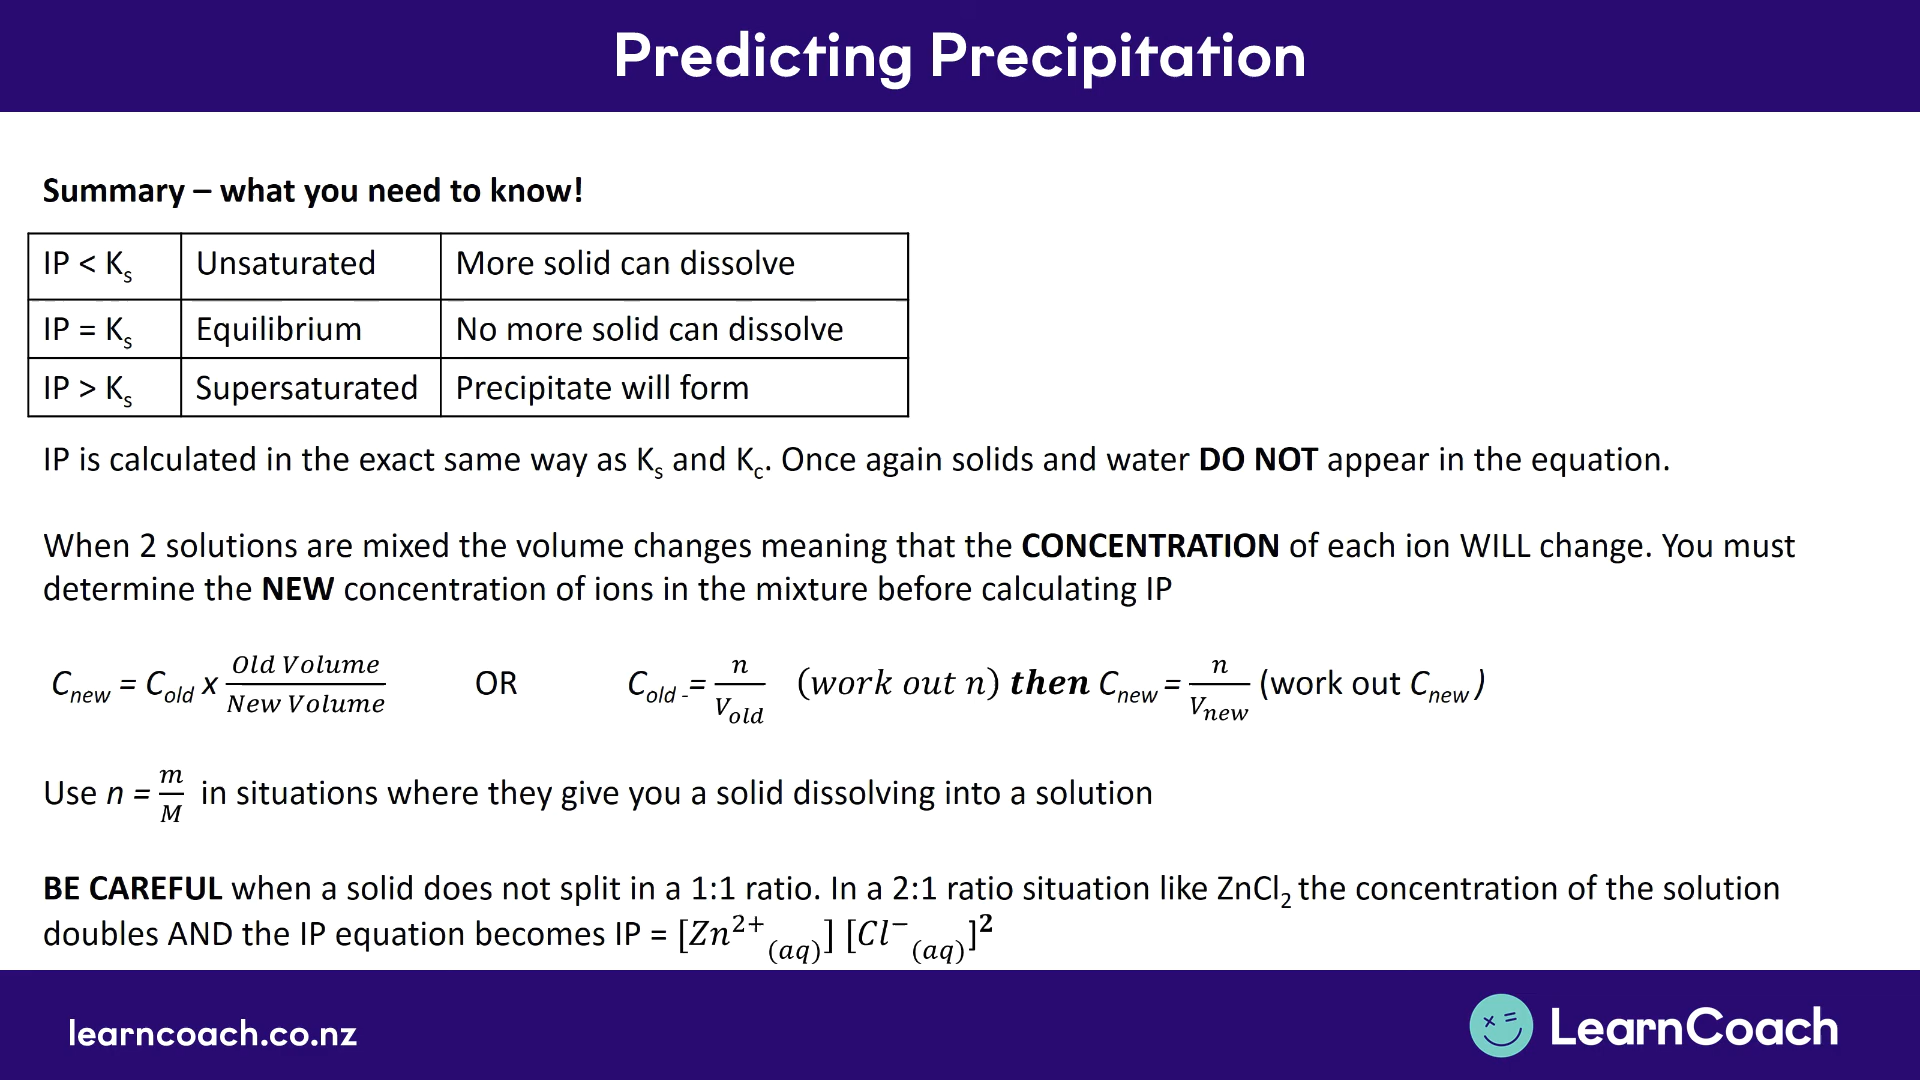 Predicting Precipitation
Summary – what you need to know!
IP < Ks Unsaturated More solid can dissolve
IP = Ks Equilibrium No more solid can dissolve
IP > Ks Supersaturated Precipitate will form
IP is calculated in the exact same way as Ks and Kc. Once again solids and water DO NOT appear in the equation.
When 2 solutions are mixed the volume changes meaning that the CONCENTRATION of each ion WILL change. You must
determine the NEW concentration of ions in the mixture before calculating IP
Cnew = Cold x Old Volume / New Volume OR Cold -= n / Vold (work out n) then Cnew = n / Vnew (work out Cnew )
Use n = m / M in situations where they give you a solid dissolving into a solution
BE CAREFUL when a solid does not split in a 1:1 ratio. In a 2:1 ratio situation like ZnCl2 the concentration of the solution
doubles AND the IP equation becomes IP = [Zn²⁺(aq)] [Cl⁻(aq)]²
learncoach.co.nz
LearnCoach